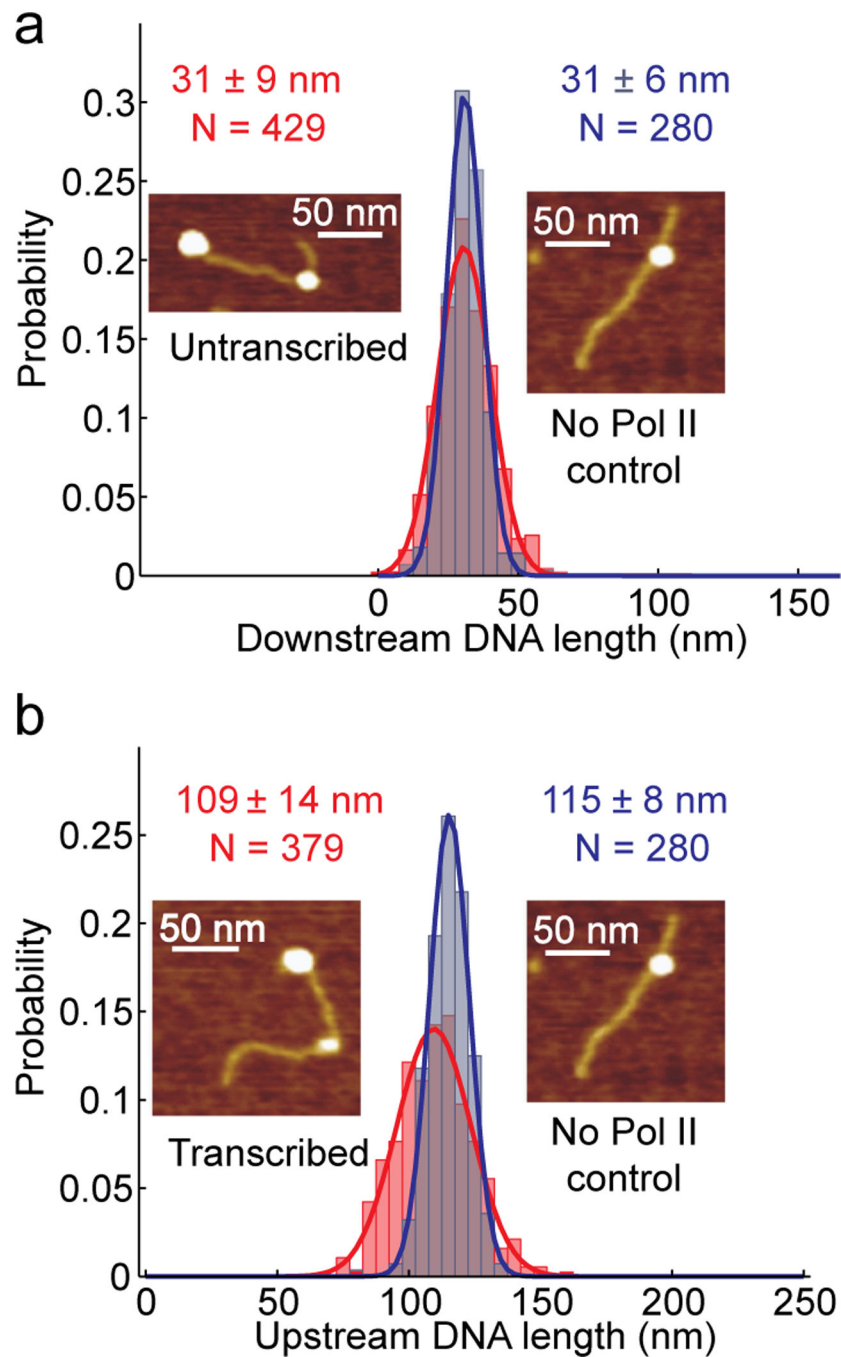 a
31 ± 9 nm
N = 429
31 ± 6 nm
N = 280
0.3
0.25
0.2
0.15
0.1
0.05
0
Probability
50 nm
Untranscribed
50 nm
No Pol II
control
0 50 100 150
Downstream DNA length (nm)
b
109 ± 14 nm
N = 379
115 ± 8 nm
N = 280
0.25
0.2
0.15
0.1
0.05
0
Probability
50 nm
Transcribed
50 nm
No Pol II
control
0 50 100 150 200 250
Upstream DNA length (nm)